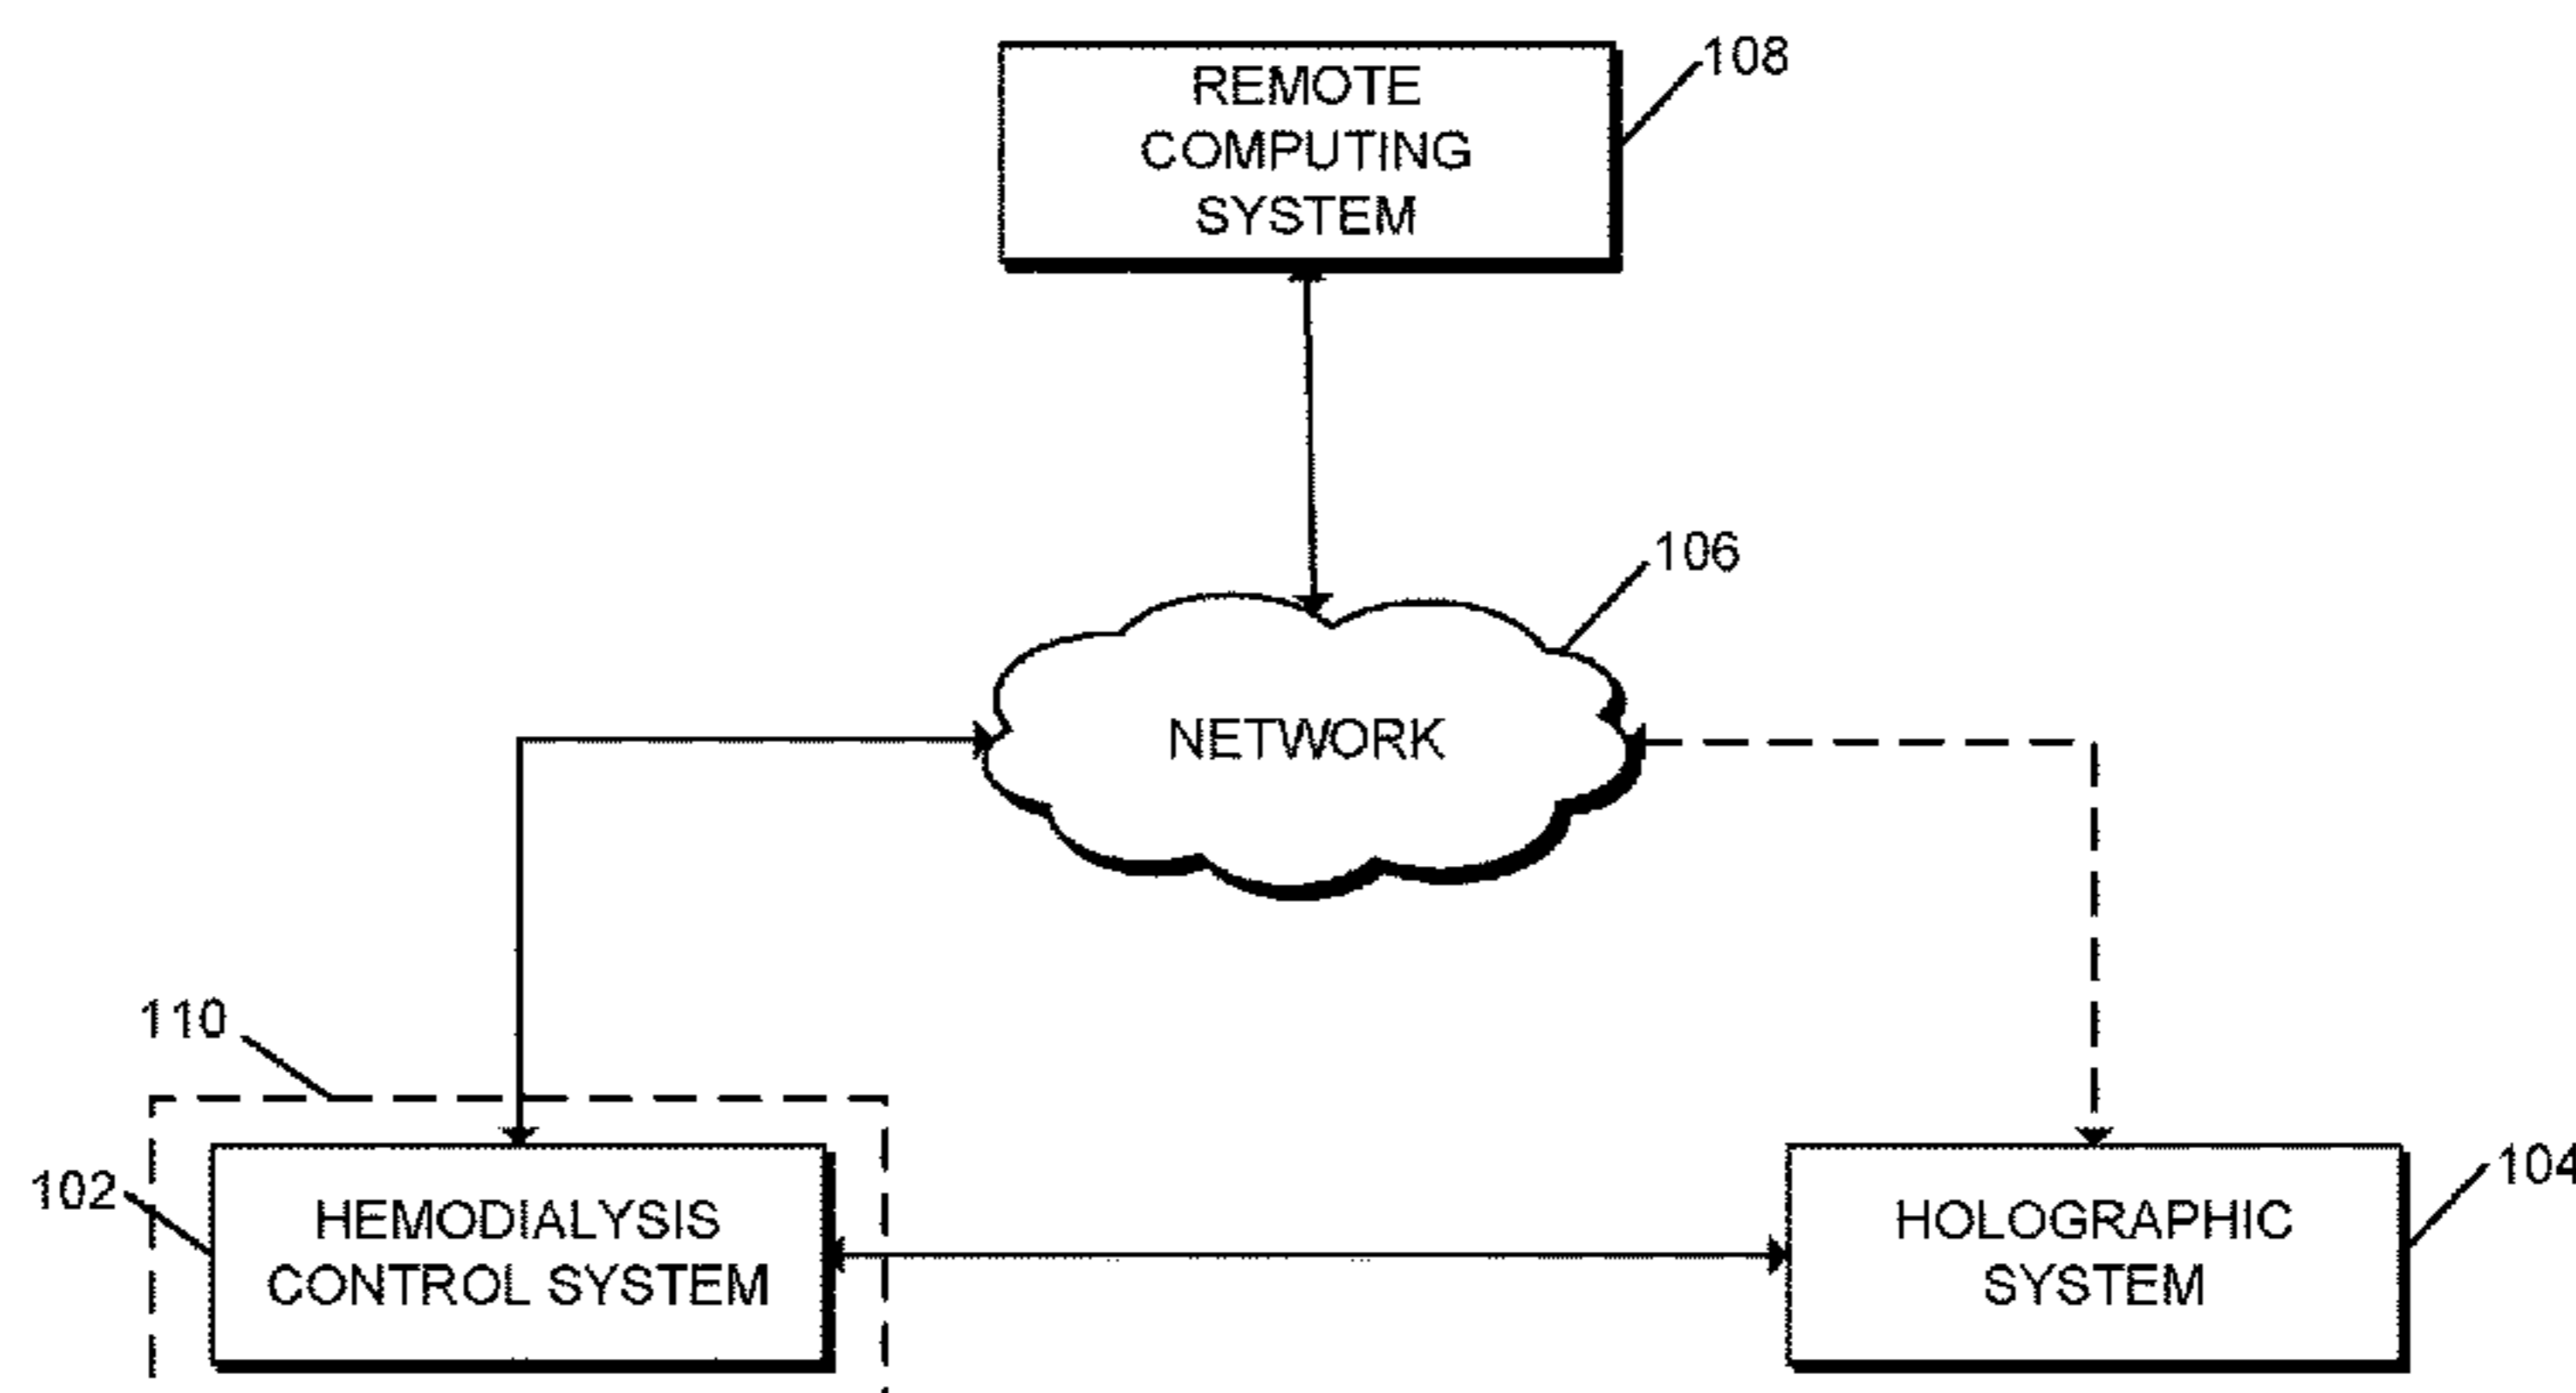 108
REMOTE
COMPUTING
SYSTEM
106
NETWORK
110
102
HEMODIALYSIS
CONTROL SYSTEM
HOLOGRAPHIC
SYSTEM
104